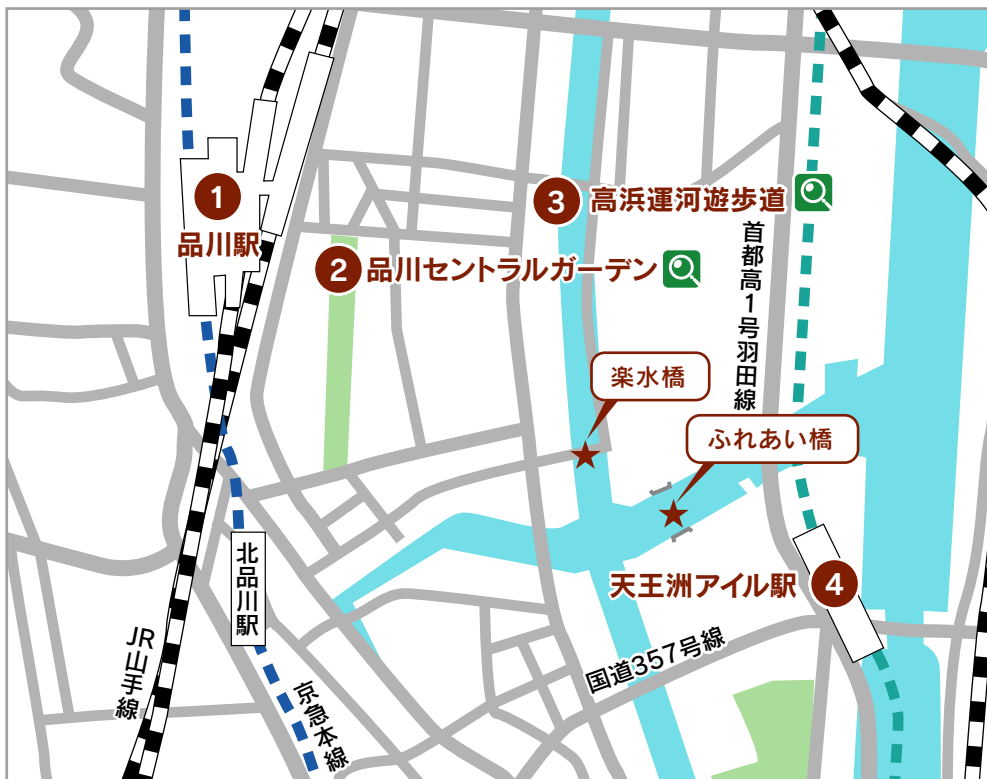 1
品川駅
2 品川セントラルガーデン
3 高浜運河遊歩道
首都高1号羽田線
楽水橋
ふれあい橋
天王洲アイル駅 4
北品川駅
国道357号線
JR山手線
京急本線